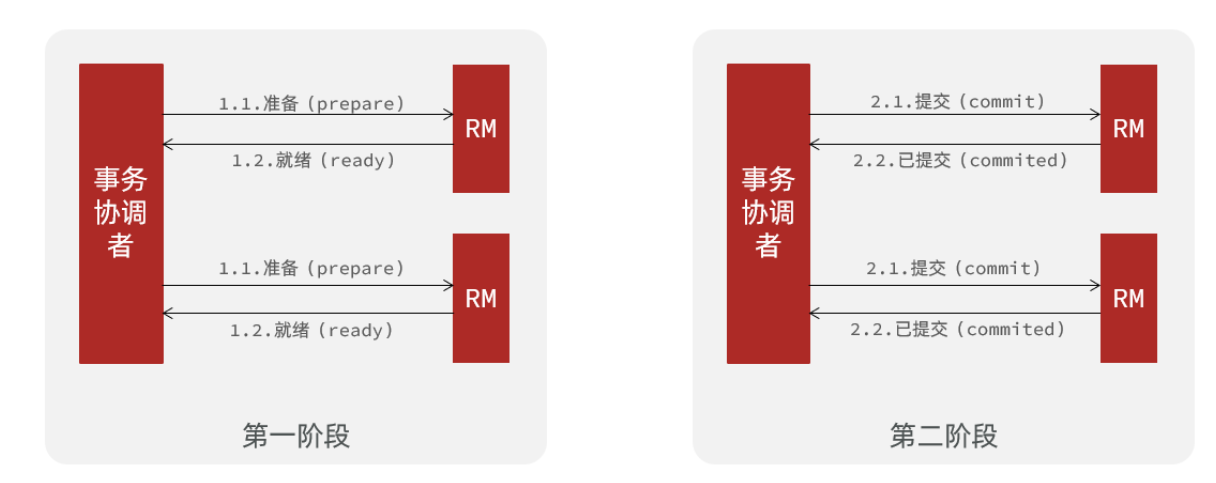 1.1.准备（prepare）
RM
1.2.就绪（ready）
事务
协调
者
1.1.准备（prepare）
RM
1.2.就绪（ready）
第一阶段
2.1.提交（commit）
RM
2.2.已提交（commited）
事务
协调
者
2.1.提交（commit）
RM
2.2.已提交（commited）
第二阶段